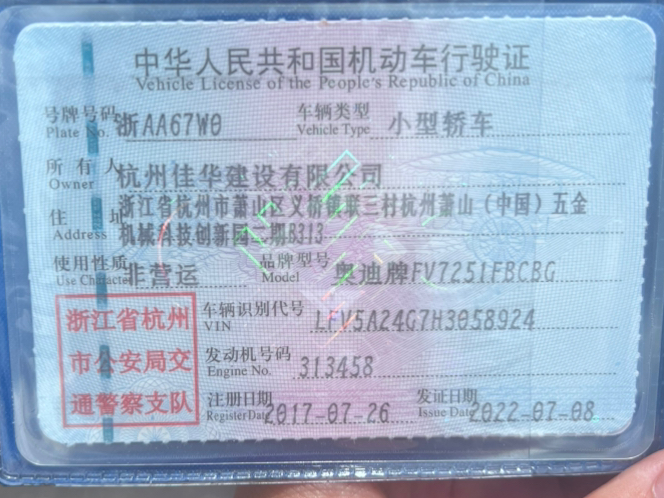 中华人民共和国机动车行驶证
Vehicle License of the People's Republic of China
号牌号码 浙AA67W0 车辆类型 小型轿车
Plate No. Vehicle Type
所有人 杭州佳华建设有限公司
Owner
住址 浙江省杭州市萧山区义桥镇联三村杭州萧山（中国）五金
Address 机械科技创新园一期B313
使用性质 非营运 品牌型号 奥迪牌FV7251FBCBG
Use Character Model
浙江省杭州 车辆识别代号 LFV5A24G7H3058924
VIN
市公安局交 发动机号码 313458
Engine No.
通警察支队 注册日期 2017-07-26 发证日期 2022-07-08
Register Date Issue Date